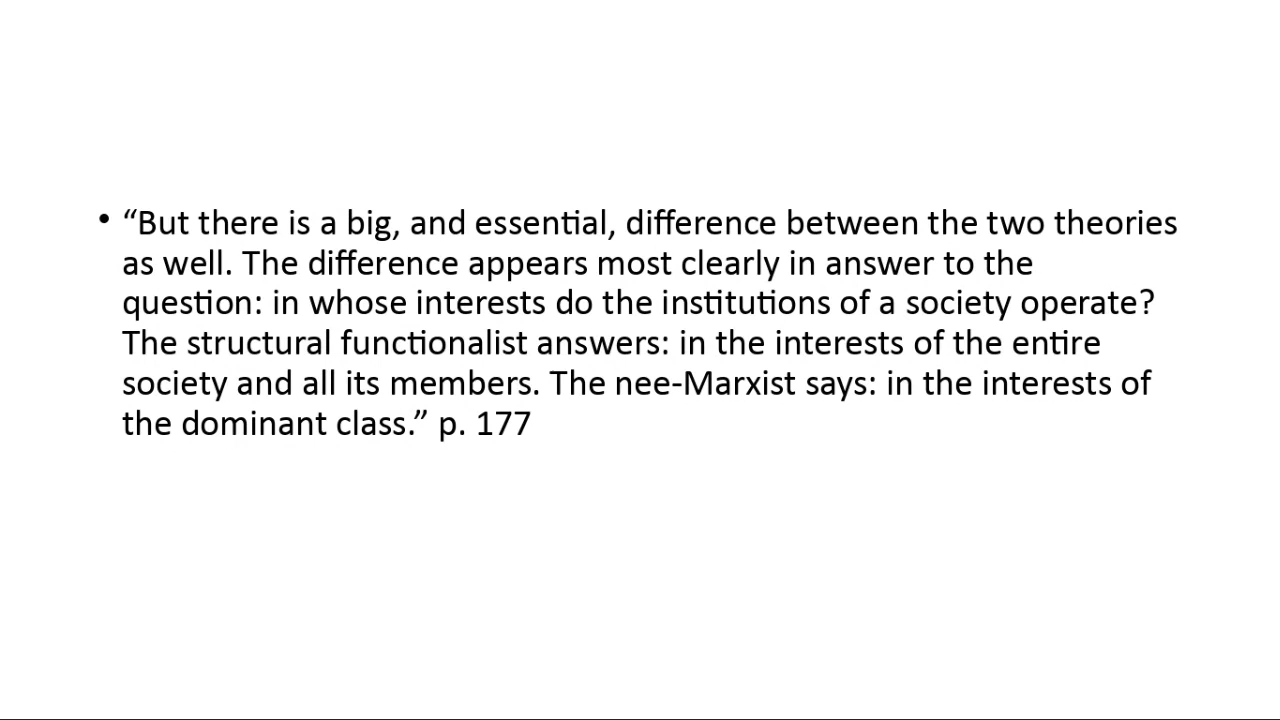 • “But there is a big, and essential, difference between the two theories
as well. The difference appears most clearly in answer to the
question: in whose interests do the institutions of a society operate?
The structural functionalist answers: in the interests of the entire
society and all its members. The nee-Marxist says: in the interests of
the dominant class.” p. 177